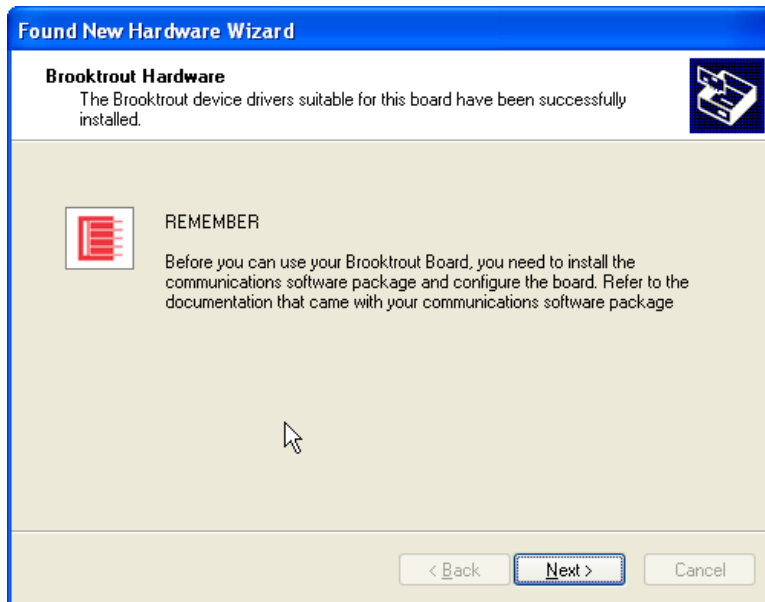 Found New Hardware Wizard
Brooktrout Hardware
The Brooktrout device drivers suitable for this board have been successfully
installed.
REMEMBER
Before you can use your Brooktrout Board, you need to install the
communications software package and configure the board. Refer to the
documentation that came with your communications software package
< Back Next > Cancel